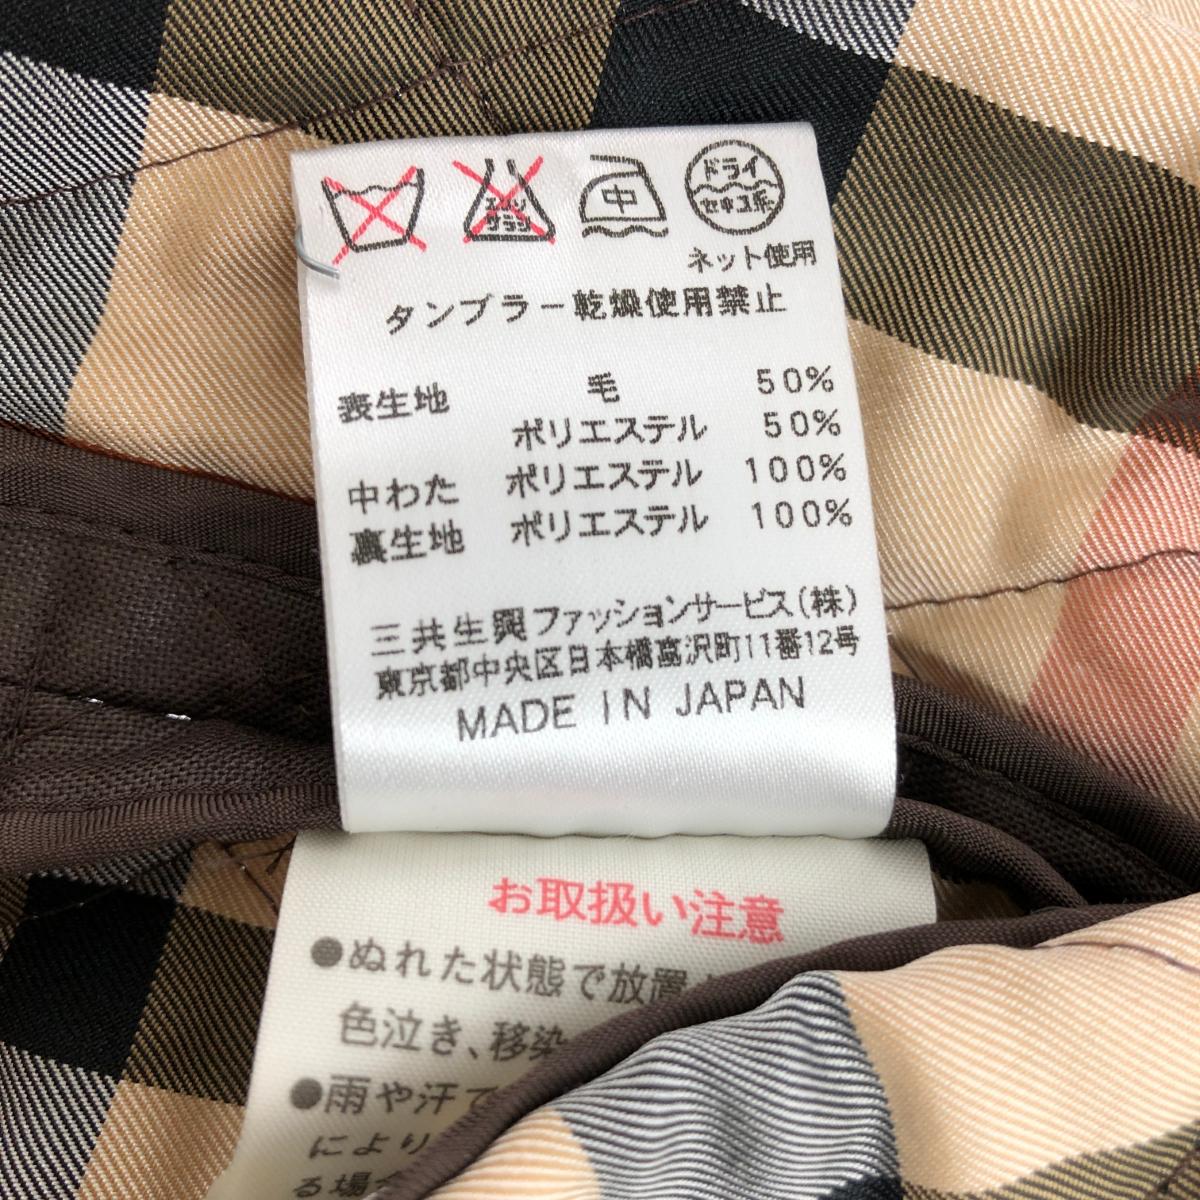 エンソ
サラシ
中
ドライ
セキユ系
ネット使用
タンブラー乾燥使用禁止
表生地 毛 50%
ポリエステル 50%
中わた ポリエステル 100%
裏生地 ポリエステル 100%
三共生興ファッションサービス(株)
東京都中央区日本橋富沢町11番12号
MADE IN JAPAN
お取扱い注意
●ぬれた状態で放置
色泣き、移染
●雨や汗で
により
る場合